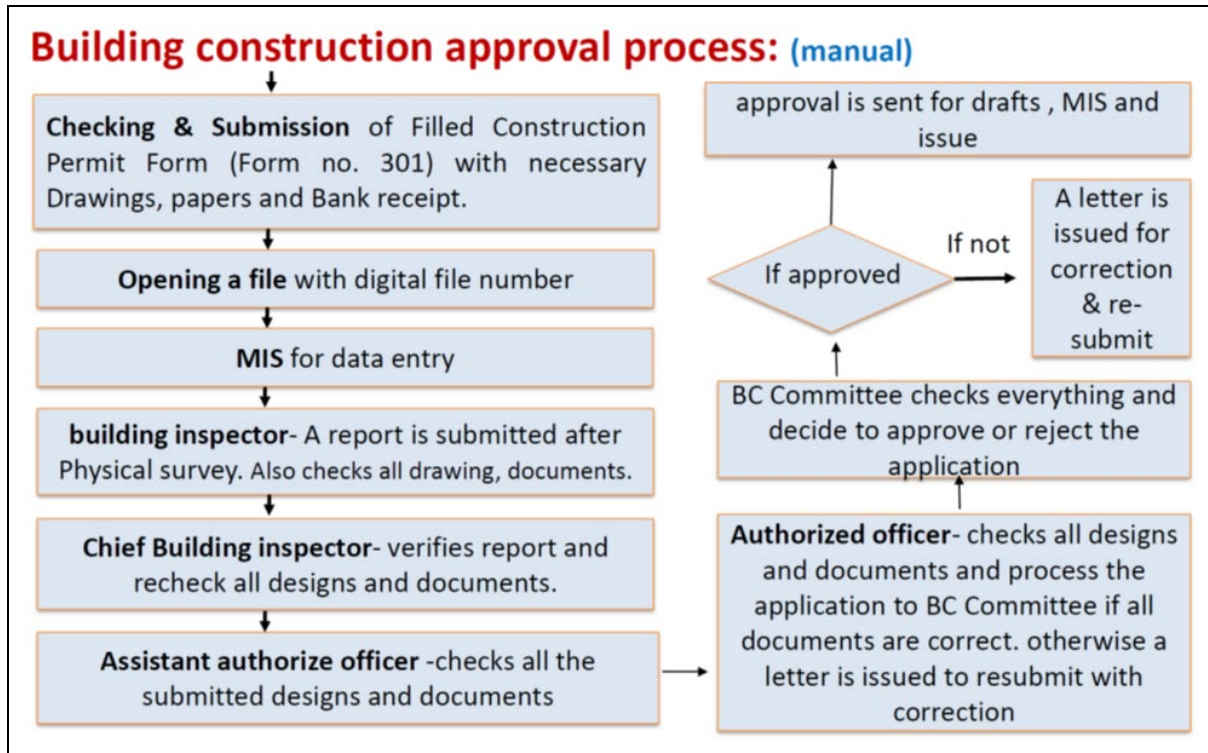 Building construction approval process: (manual)
Checking & Submission of Filled Construction
Permit Form (Form no. 301) with necessary
Drawings, papers and Bank receipt.
Opening a file with digital file number
MIS for data entry
building inspector- A report is submitted after
Physical survey. Also checks all drawing, documents.
Chief Building inspector- verifies report and
recheck all designs and documents.
Assistant authorize officer -checks all the
submitted designs and documents
Authorized officer- checks all designs
and documents and process the
application to BC Committee if all
documents are correct. otherwise a
letter is issued to resubmit with
correction
BC Committee checks everything and
decide to approve or reject the
application
If approved
If not
A letter is
issued for
correction
& re-
submit
approval is sent for drafts , MIS and
issue